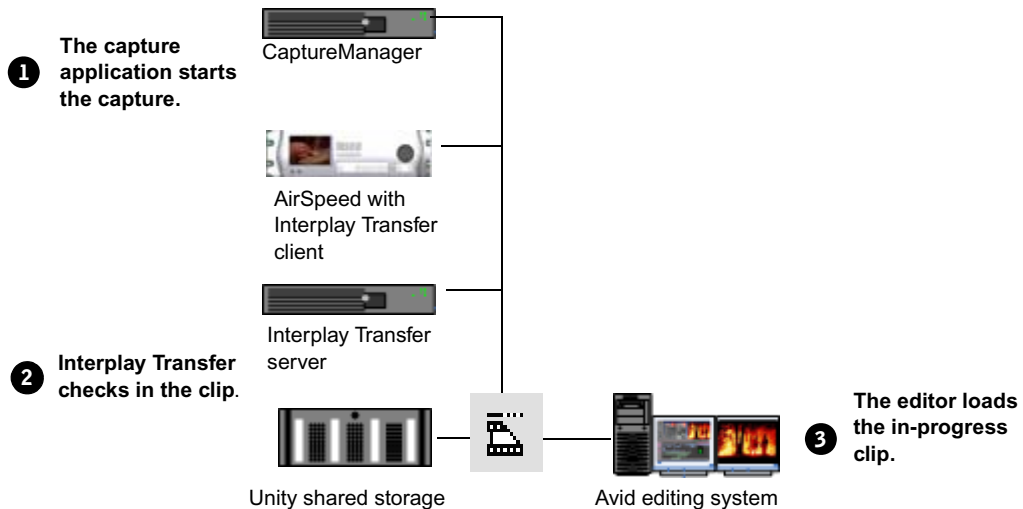 CaptureManager
1
The capture
application starts
the capture.
AirSpeed with
Interplay Transfer
client
Interplay Transfer
server
2
Interplay Transfer
checks in the clip.
Unity shared storage
Avid editing system
3
The editor loads
the in-progress
clip.